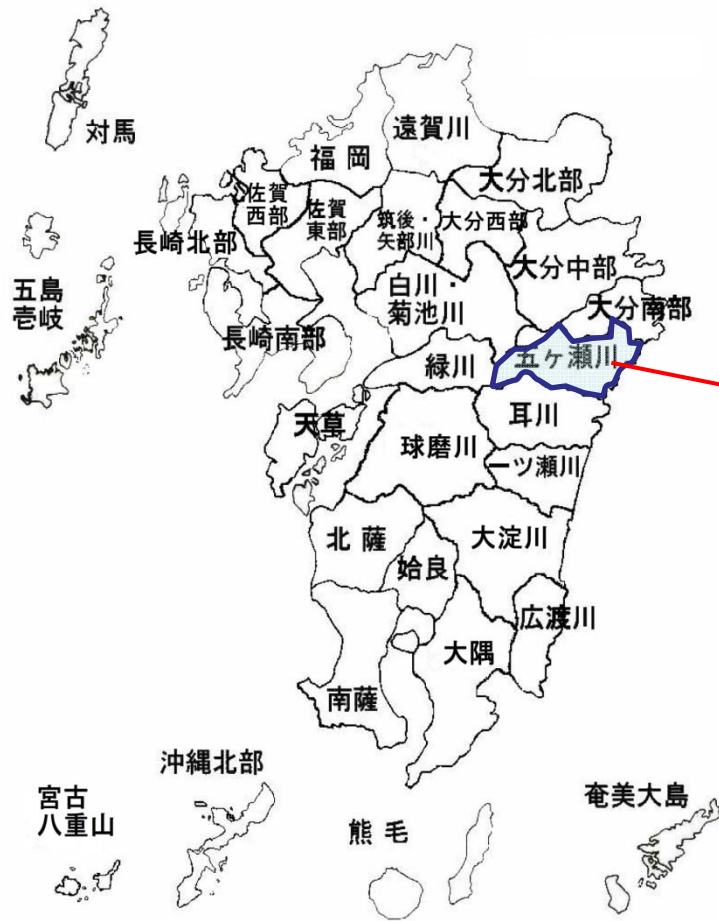 対馬
遠賀川
福岡
大分北部
佐賀
西部
佐賀
東部
筑後・
矢部川
大分西部
長崎北部
大分中部
五島
壱岐
白川・
菊池川
大分南部
長崎南部
緑川
五ヶ瀬川
天草
球磨川
耳川
一ツ瀬川
北薩
姶良
大淀川
広渡川
大隅
南薩
沖縄北部
宮古
八重山
熊毛
奄美大島